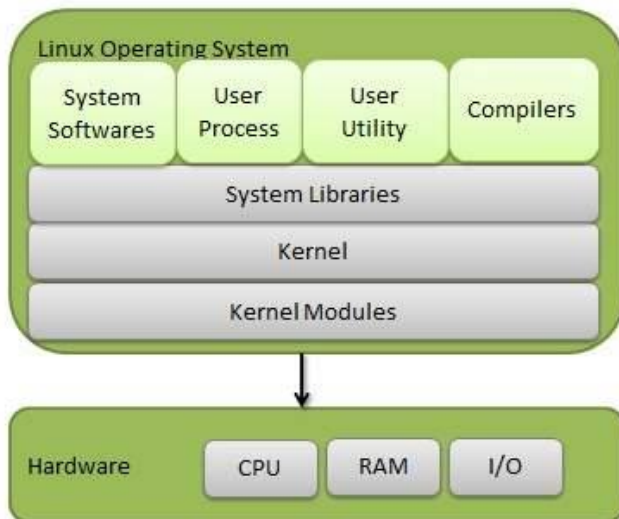 Linux Operating System
System
Softwares
User
Process
User
Utility
Compilers
System Libraries
Kernel
Kernel Modules
Hardware
CPU
RAM
I/O